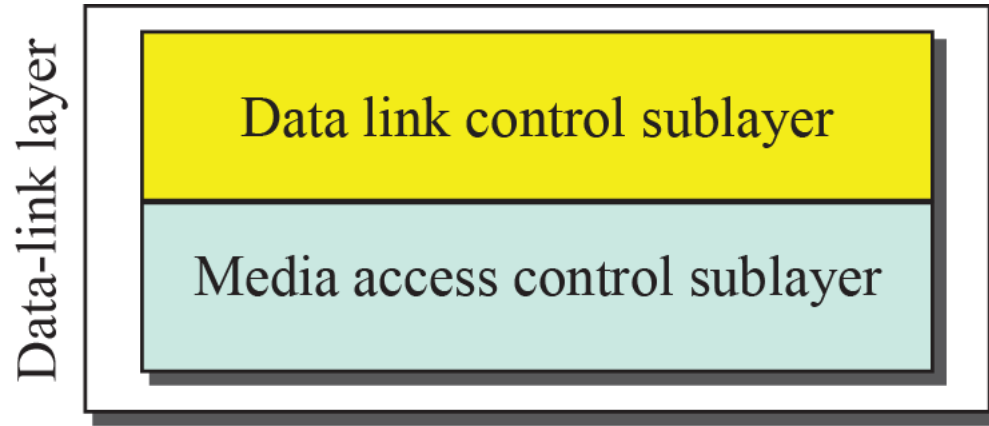 Data-link layer
Data link control sublayer
Media access control sublayer